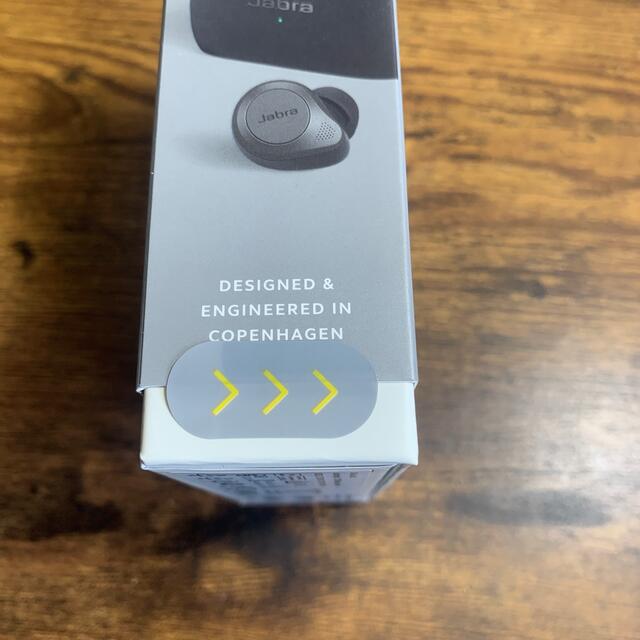 Jabra
Jabra
DESIGNED &
ENGINEERED IN
COPENHAGEN